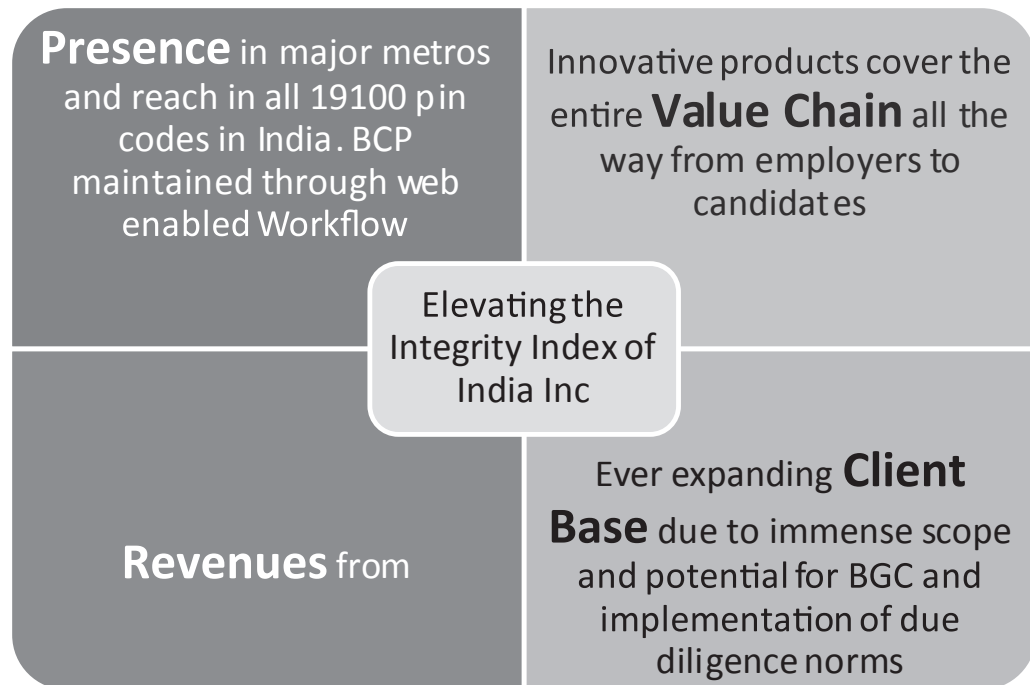 Presence in major metros
and reach in all 19100 pin
codes in India. BCP
maintained through web
enabled Workflow
Innovative products cover the
entire Value Chain all the
way from employers to
candidates
Elevating the
Integrity Index of
India Inc
Revenues from
Ever expanding Client
Base due to immense scope
and potential for BGC and
implementation of due
diligence norms